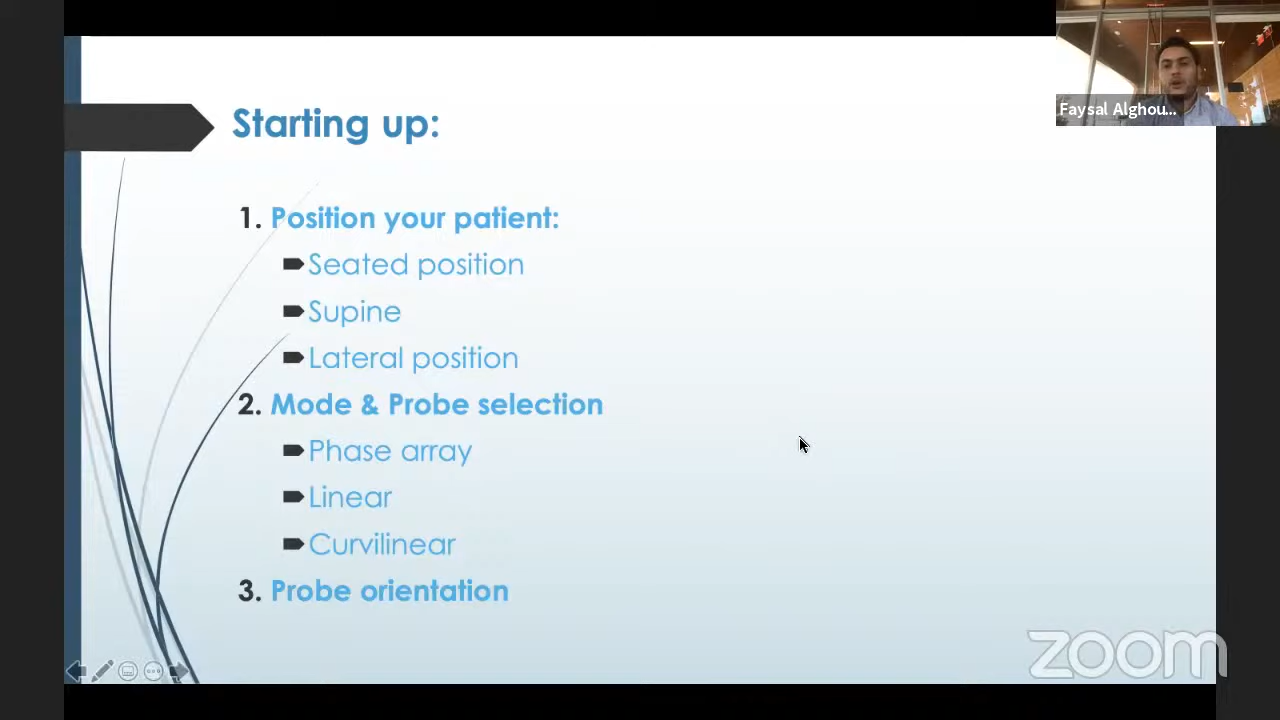 Starting up:
Faysal Alghou...
1. Position your patient:
Seated position
Supine
Lateral position
2. Mode & Probe selection
Phase array
Linear
Curvilinear
3. Probe orientation
zoom